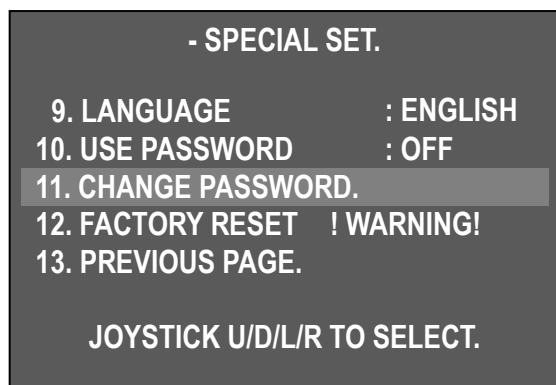 - SPECIAL SET.
9. LANGUAGE : ENGLISH
10. USE PASSWORD : OFF
11. CHANGE PASSWORD.
12. FACTORY RESET ! WARNING!
13. PREVIOUS PAGE.
JOYSTICK U/D/L/R TO SELECT.